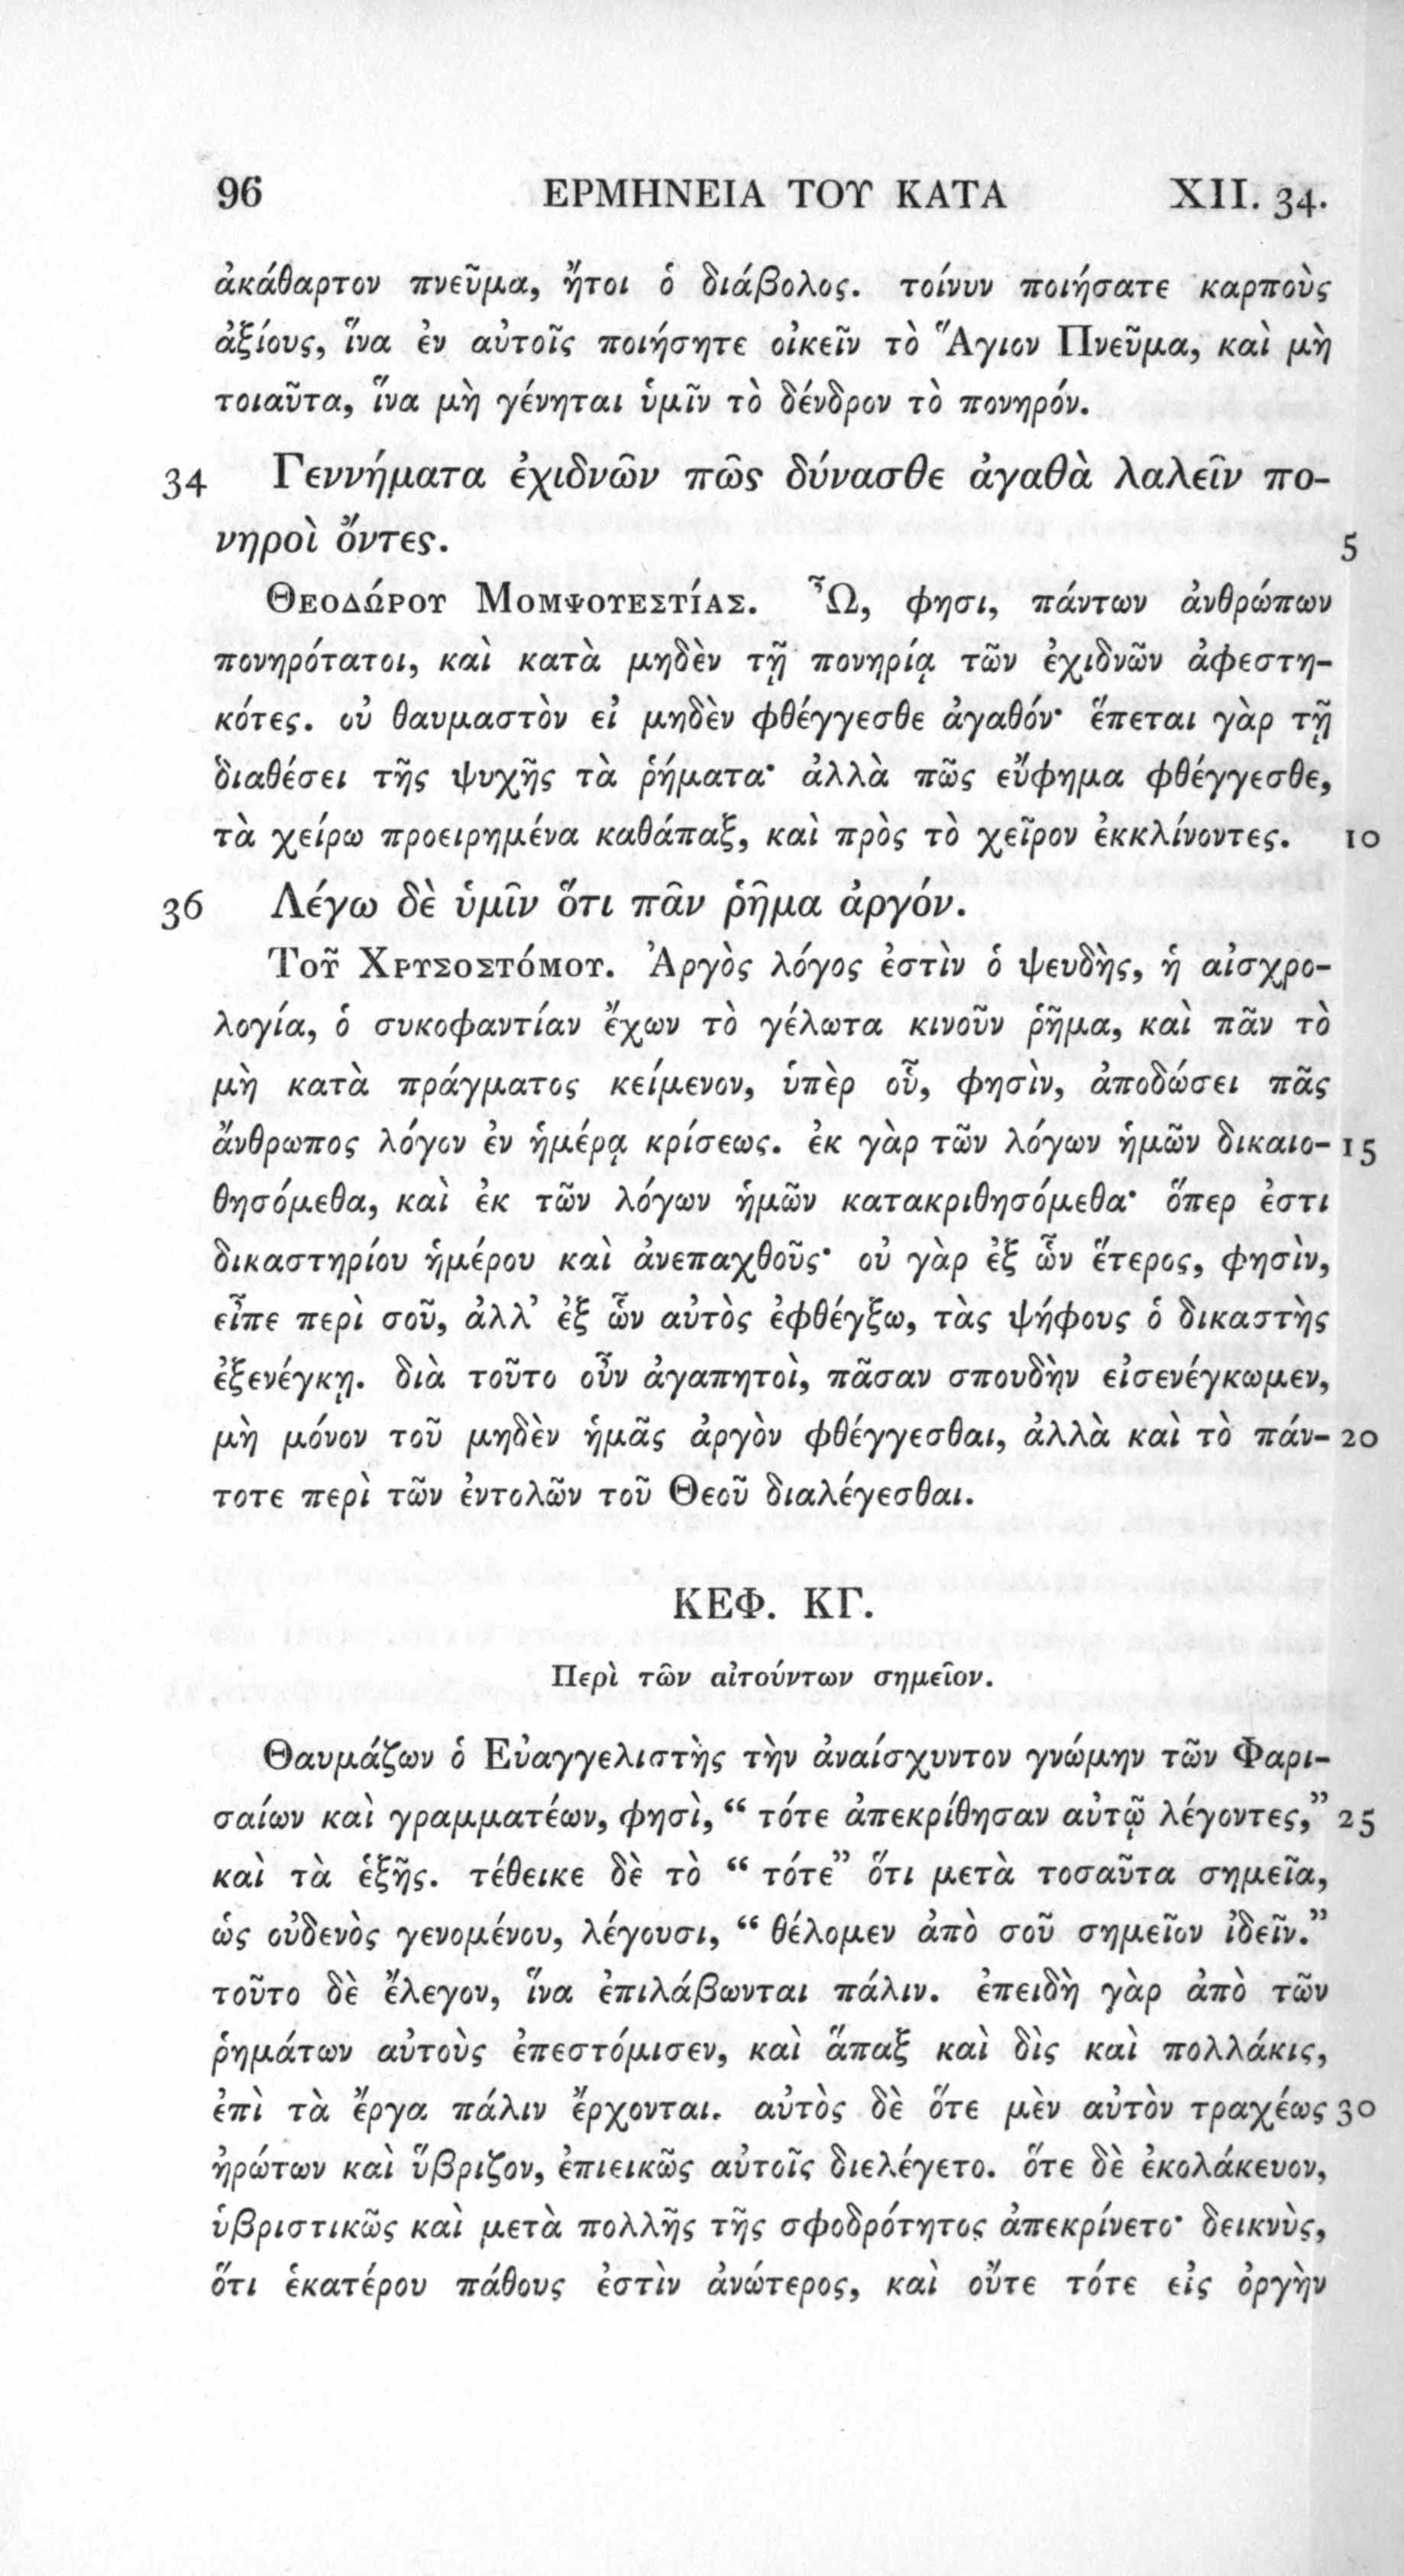 96 ΕΡΜΗΝΕΙΑ ΤΟΥ ΚΑΤΑ XII. 34.
ἀκάθαρτον πνεῦμα, ἤτοι ὁ διάβολος. τοίνυν ποιήσατε καρποὺς
ἀξίους, ἵνα ἐν αὐτοῖς ποιήσητε οἰκεῖν τὸ Ἅγιον Πνεῦμα, καὶ μὴ
τοιαῦτα, ἵνα μὴ γένηται ὑμῖν τὸ δένδρον τὸ πονηρόν.
34 Γεννήματα ἐχιδνῶν πῶς δύνασθε ἀγαθὰ λαλεῖν πο-
νηροὶ ὄντες. 5
Θεοδώρου Μομψουεστίας. Ὦ, φησι, πάντων ἀνθρώπων
πονηρότατοι, καὶ κατὰ μηδὲν τῇ πονηρίᾳ τῶν ἐχιδνῶν ἀφεστη-
κότες. οὐ θαυμαστὸν εἰ μηδὲν φθέγγεσθε ἀγαθόν· ἕπεται γὰρ τῇ
διαθέσει τῆς ψυχῆς τὰ ῥήματα· ἀλλὰ πῶς εὔφημα φθέγγεσθε,
τὰ χείρω προειρημένα καθάπαξ, καὶ πρὸς τὸ χεῖρον ἐκκλίνοντες. 10
36 Λέγω δὲ ὑμῖν ὅτι πᾶν ῥῆμα ἀργόν.
Τοῦ Χρυσοστόμου. Ἀργὸς λόγος ἐστὶν ὁ ψευδὴς, ἡ αἰσχρο-
λογία, ὁ συκοφαντίαν ἔχων τὸ γέλωτα κινοῦν ῥῆμα, καὶ πᾶν τὸ
μὴ κατὰ πράγματος κείμενον, ὑπὲρ οὗ, φησὶν, ἀποδώσει πᾶς
ἄνθρωπος λόγον ἐν ἡμέρᾳ κρίσεως. ἐκ γὰρ τῶν λόγων ἡμῶν δικαιο- 15
θησόμεθα, καὶ ἐκ τῶν λόγων ἡμῶν κατακριθησόμεθα· ὅπερ ἐστι
δικαστηρίου ἡμέρου καὶ ἀνεπαχθοῦς· οὐ γὰρ ἐξ ὧν ἕτερος, φησὶν,
εἶπε περὶ σοῦ, ἀλλ’ ἐξ ὧν αὐτὸς ἐφθέγξω, τὰς ψήφους ὁ δικαστὴς
ἐξενέγκῃ. διὰ τοῦτο οὖν ἀγαπητοὶ, πᾶσαν σπουδὴν εἰσενέγκωμεν,
μὴ μόνον τοῦ μηδὲν ἡμᾶς ἀργὸν φθέγγεσθαι, ἀλλὰ καὶ τὸ πάν- 20
τοτε περὶ τῶν ἐντολῶν τοῦ Θεοῦ διαλέγεσθαι.
ΚΕΦ. ΚΓ.
Περὶ τῶν αἰτούντων σημεῖον.
Θαυμάζων ὁ Εὐαγγελιστὴς τὴν ἀναίσχυντον γνώμην τῶν Φαρι-
σαίων καὶ γραμματέων, φησὶ, “ τότε ἀπεκρίθησαν αὐτῷ λέγοντες,” 25
καὶ τὰ ἑξῆς. τέθεικε δὲ τὸ “ τότε” ὅτι μετὰ τοσαῦτα σημεῖα,
ὡς οὐδενὸς γενομένου, λέγουσι, “ θέλομεν ἀπὸ σοῦ σημεῖον ἰδεῖν.”
τοῦτο δὲ ἔλεγον, ἵνα ἐπιλάβωνται πάλιν. ἐπειδὴ γὰρ ἀπὸ τῶν
ῥημάτων αὐτοὺς ἐπεστόμισεν, καὶ ἅπαξ καὶ δὶς καὶ πολλάκις,
ἐπὶ τὰ ἔργα πάλιν ἔρχονται. αὐτὸς δὲ ὅτε μὲν αὐτὸν τραχέως 30
ἠρώτων καὶ ὕβριζον, ἐπιεικῶς αὐτοῖς διελέγετο. ὅτε δὲ ἐκολάκευον,
ὑβριστικῶς καὶ μετὰ πολλῆς τῆς σφοδρότητος ἀπεκρίνετο· δεικνὺς,
ὅτι ἑκατέρου πάθους ἐστὶν ἀνώτερος, καὶ οὔτε τότε εἰς ὀργὴν